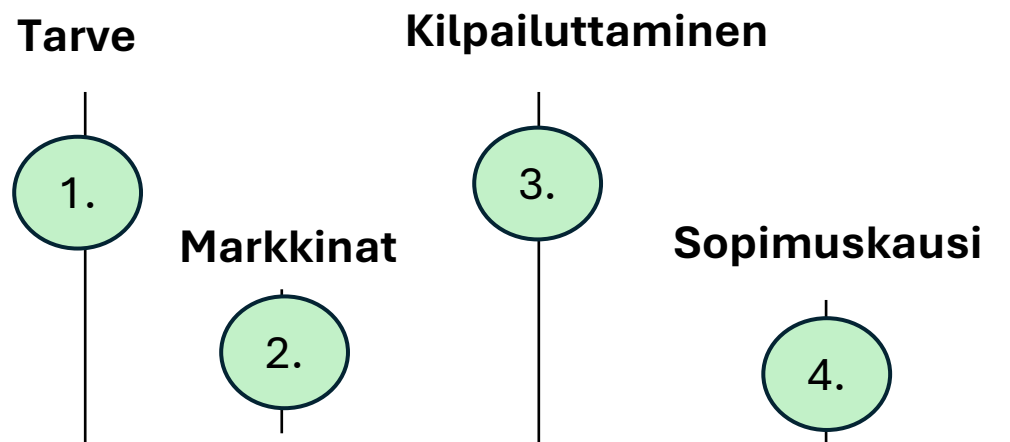 Tarve
1.
Markkinat
2.
Kilpailuttaminen
3.
Sopimuskausi
4.